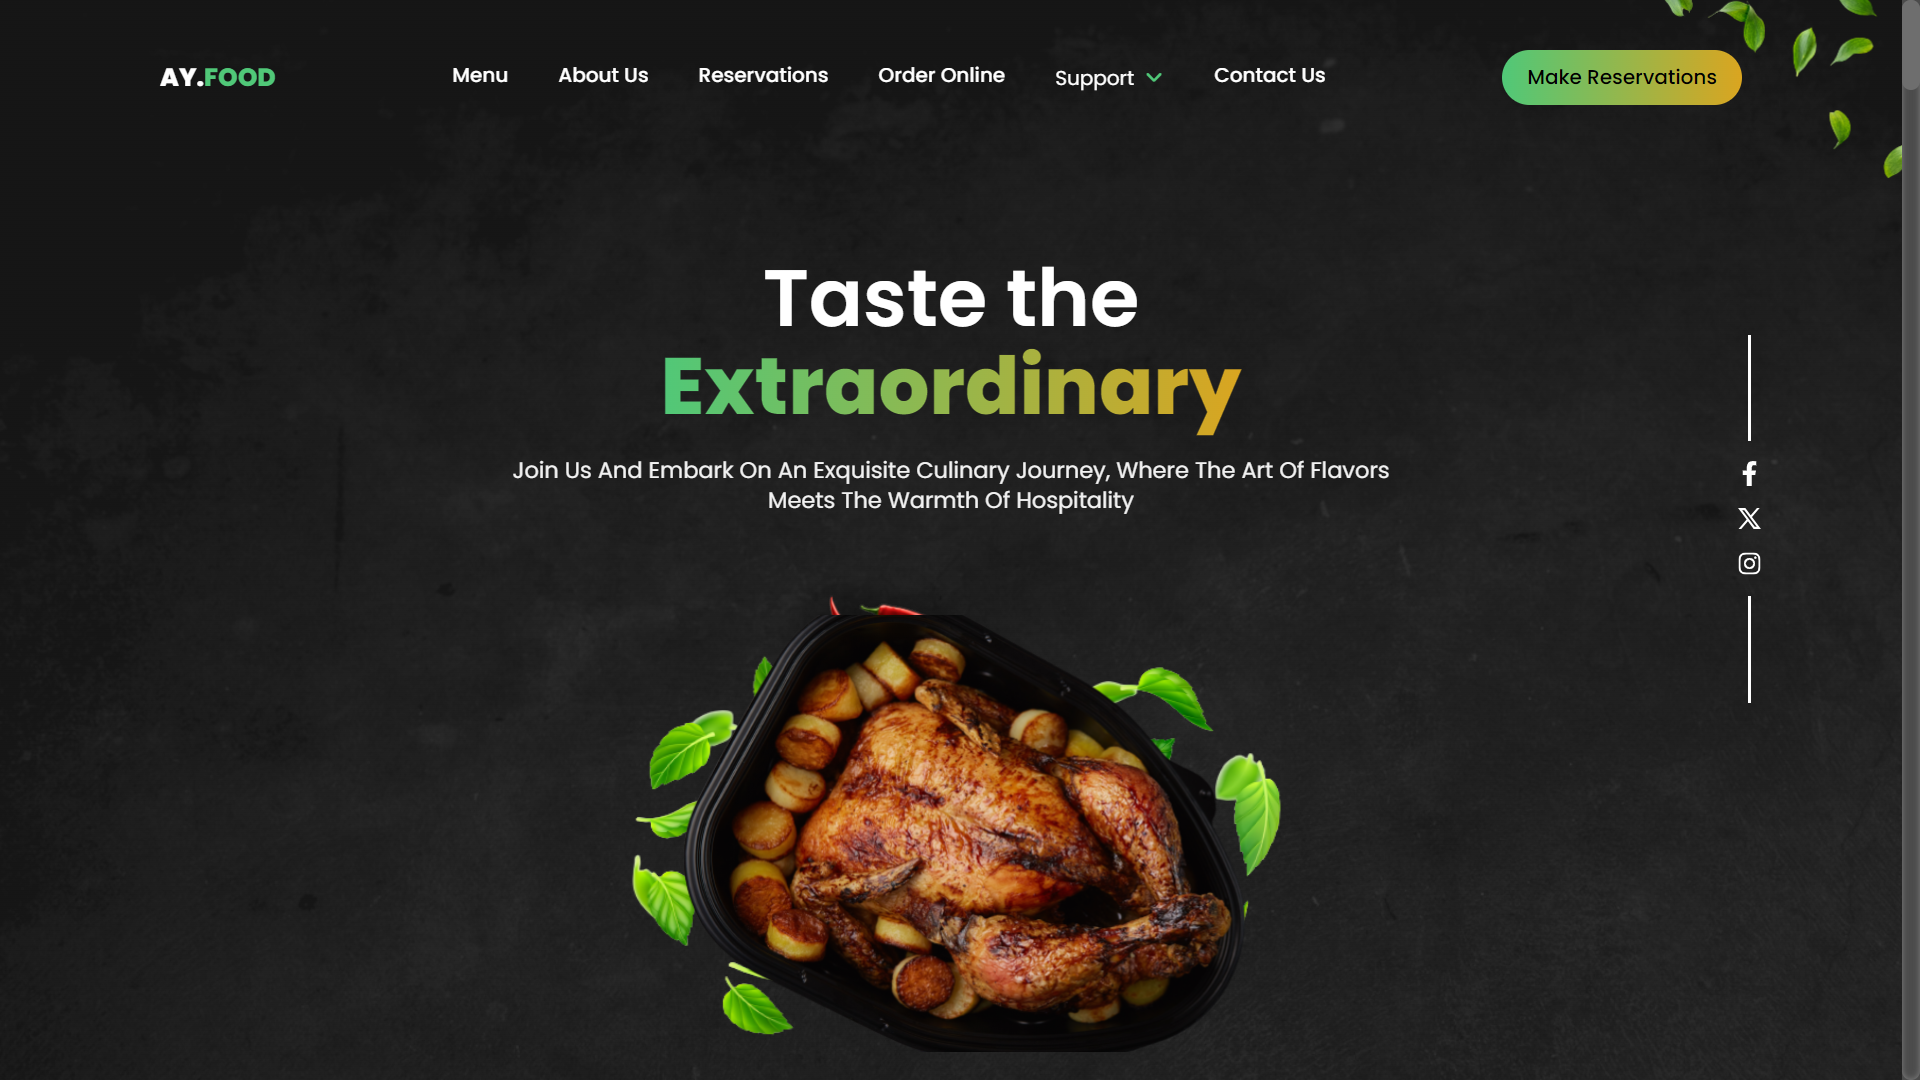 AY.FOOD
Menu
About Us
Reservations
Order Online
Support
Contact Us
Make Reservations
Taste the
Extraordinary
Join Us And Embark On An Exquisite Culinary Journey, Where The Art Of Flavors
Meets The Warmth Of Hospitality